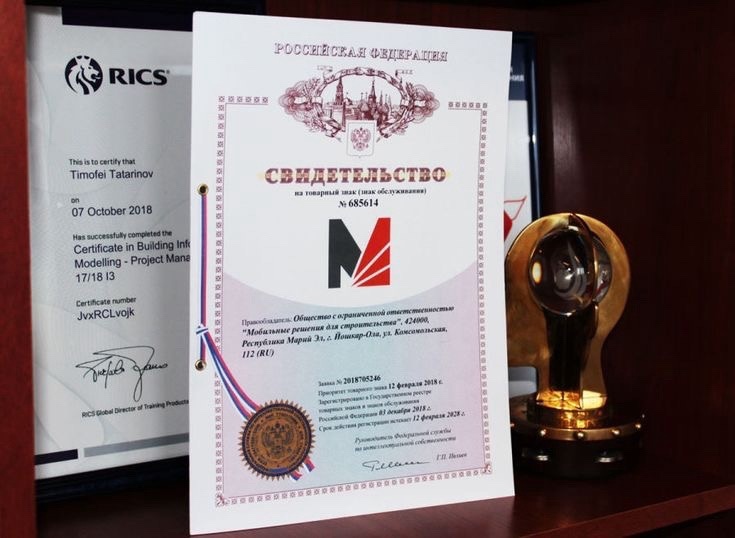 RICS
This is to certify that
Timofei Tatarinov
on
07 October 2018
Has successfully completed the
Certificate in Building
Modelling - Project
17/18 I3
Certificate number
JvxRCLvojk
RICS Global Director of Training
РОССИЙСКАЯ ФЕДЕРАЦИЯ
СВИДЕТЕЛЬСТВО
на товарный знак (знак обслуживания)
№ 685614
Правообладатель: Общество с ограниченной ответственностью
"Мобильные решения для строительства", 424000,
Республика Марий Эл, г. Йошкар-Ола, ул. Комсомольская,
112 (RU)
Заявка № 2018705246
Приоритет товарного знака 12 февраля 2018 г.
Зарегистрировано в Государственном реестре
товарных знаков и знаков обслуживания
Российской Федерации 03 декабря 2018 г.
Срок действия регистрации истекает 12 февраля 2028 г.
Руководитель Федеральной службы
по интеллектуальной собственности
Г.П. Ивлиев